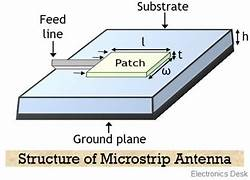 Feed
line
Substrate
l
h
t
Patch
ω
Ground plane
Structure of Microstrip Antenna
Electronics Desk